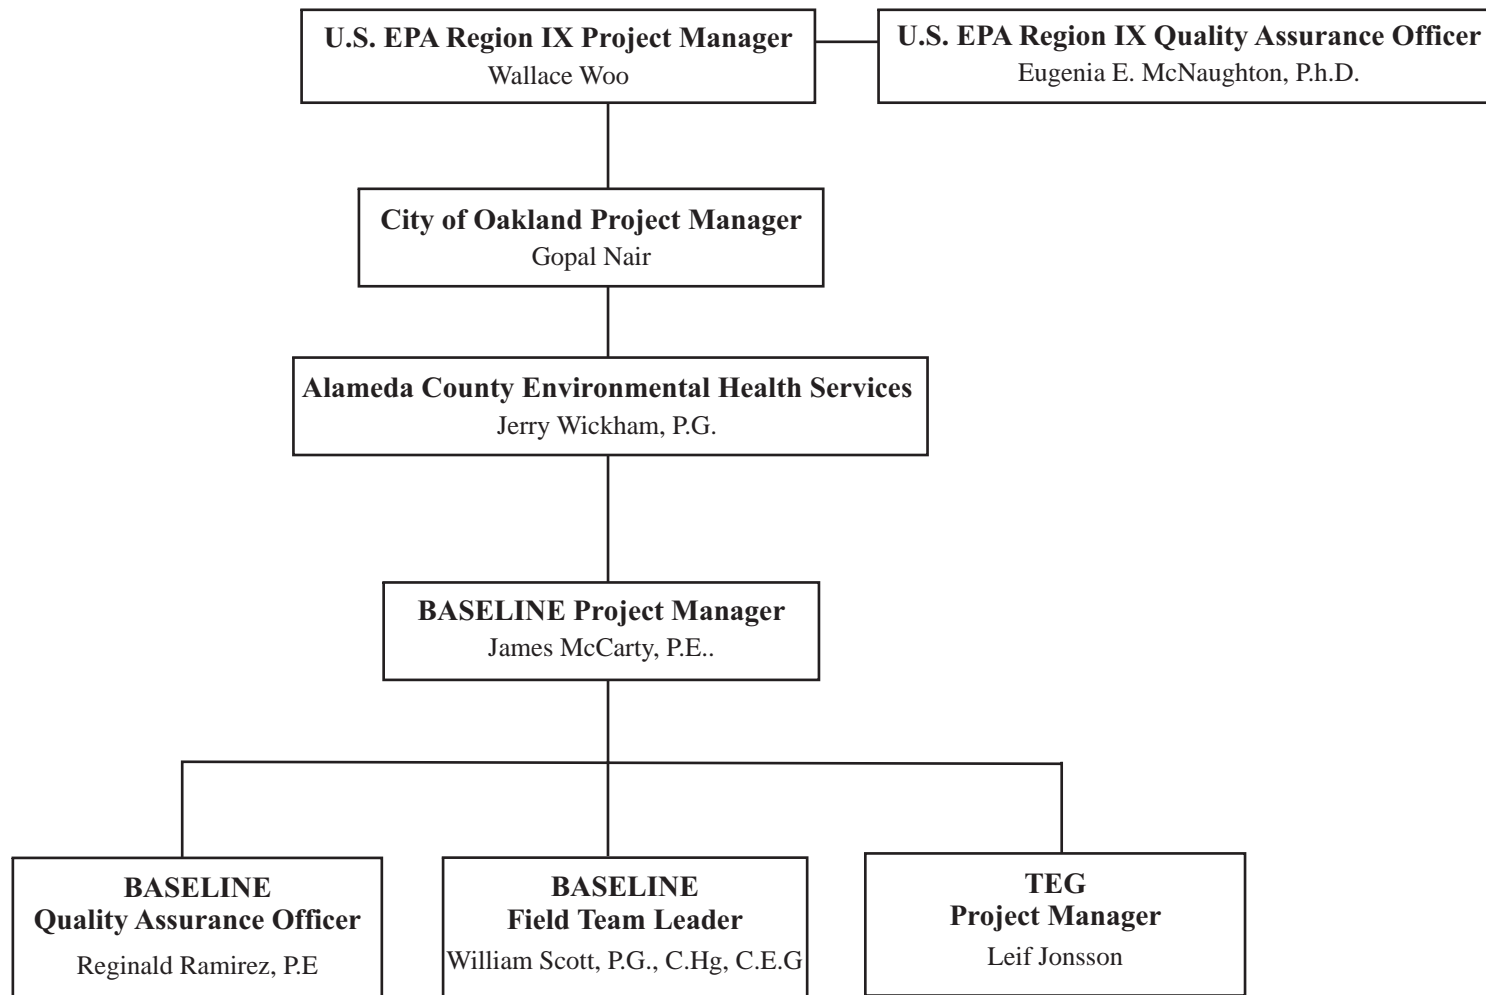 U.S. EPA Region IX Project Manager
Wallace Woo
U.S. EPA Region IX Quality Assurance Officer
Eugenia E. McNaughton, P.h.D.
City of Oakland Project Manager
Gopal Nair
Alameda County Environmental Health Services
Jerry Wickham, P.G.
BASELINE Project Manager
James McCarty, P.E..
BASELINE
Quality Assurance Officer
Reginald Ramirez, P.E
BASELINE
Field Team Leader
William Scott, P.G., C.Hg, C.E.G
TEG
Project Manager
Leif Jonsson